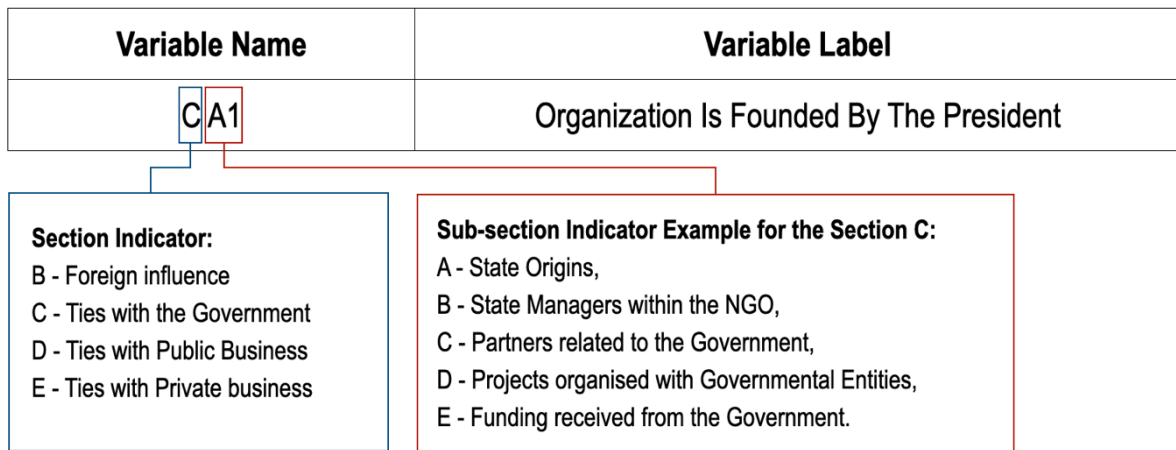 Variable Name
Variable Label
CA1
Organization Is Founded By The President
Section Indicator:
B - Foreign influence
C - Ties with the Government
D - Ties with Public Business
E - Ties with Private business
Sub-section Indicator Example for the Section C:
A - State Origins,
B - State Managers within the NGO,
C - Partners related to the Government,
D - Projects organised with Governmental Entities,
E - Funding received from the Government.